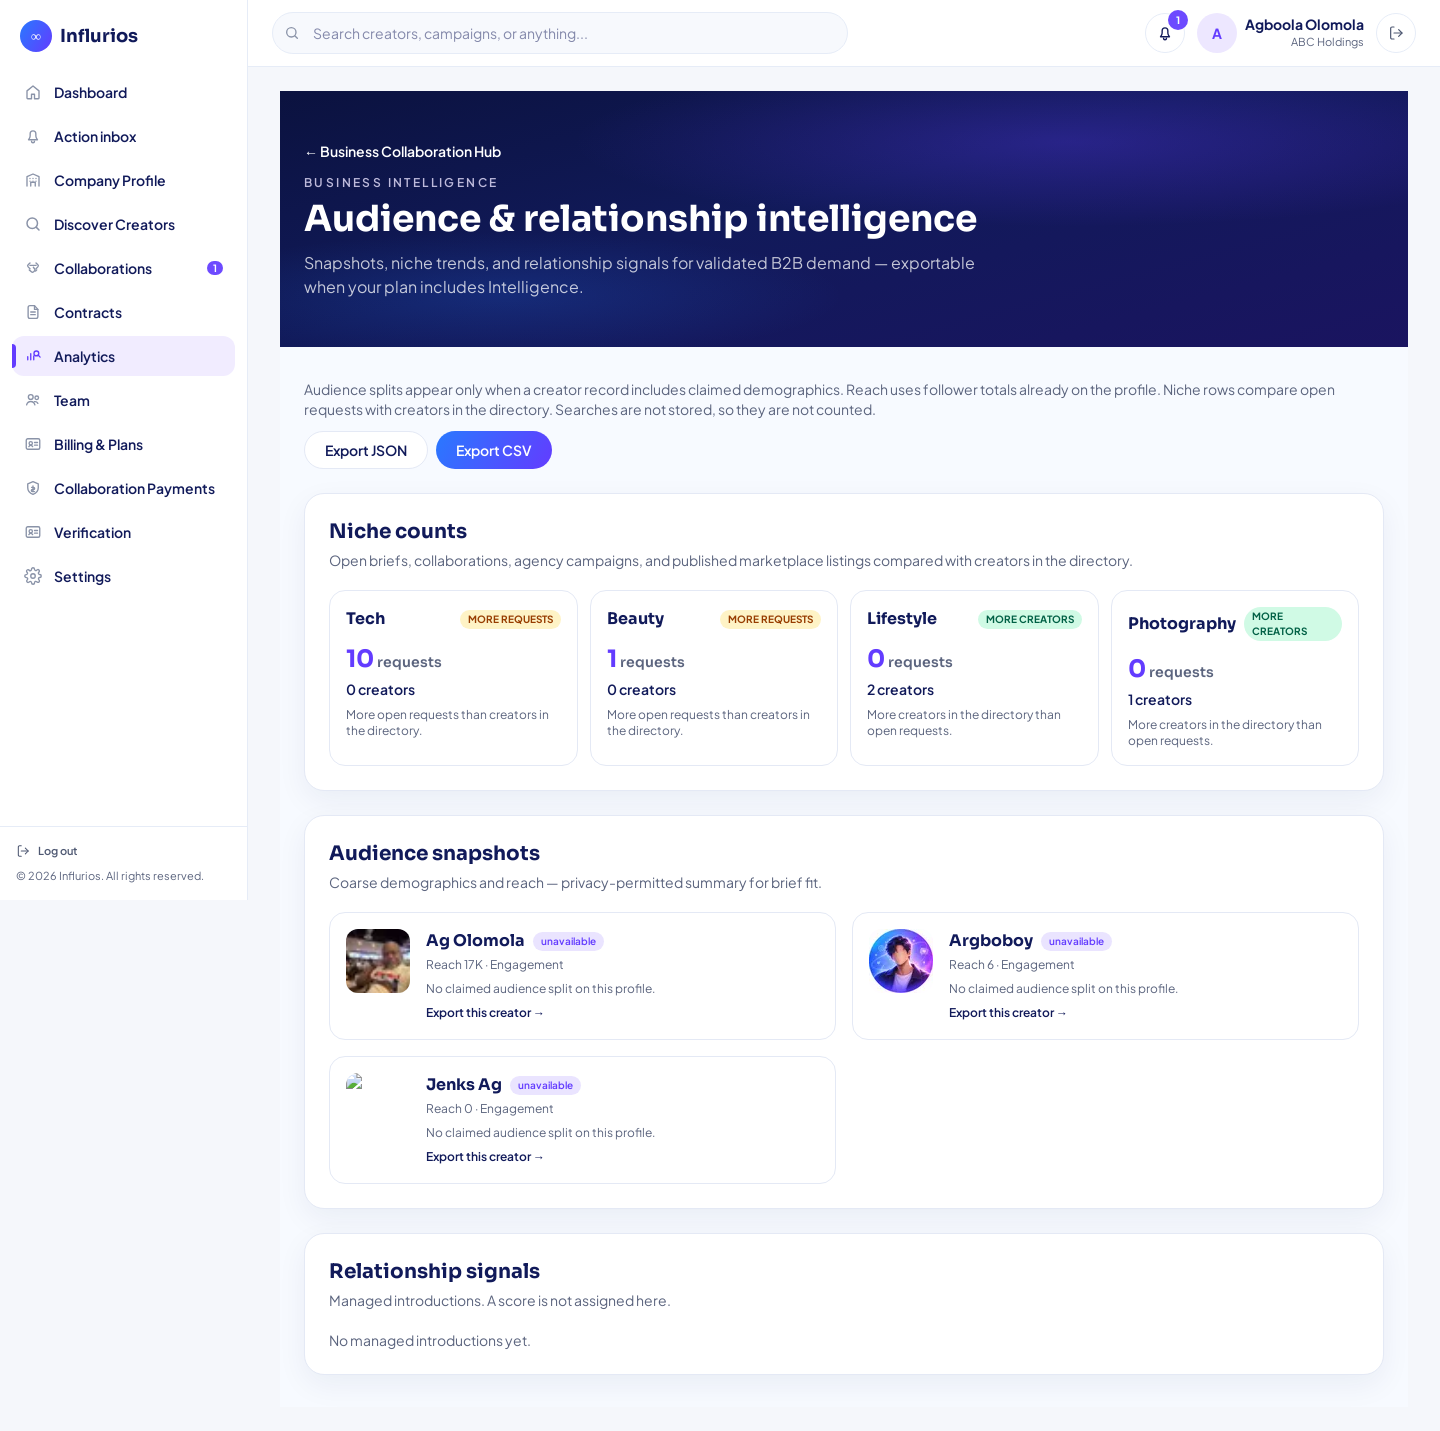 Influrios
Dashboard
Action inbox
Company Profile
Discover Creators
Collaborations 1
Contracts
Analytics
Team
Billing & Plans
Collaboration Payments
Verification
Settings
Log out
© 2026 Influrios. All rights reserved.
Search creators, campaigns, or anything...
1
A
Agboola Olomola
ABC Holdings
← Business Collaboration Hub
BUSINESS INTELLIGENCE
Audience & relationship intelligence
Snapshots, niche trends, and relationship signals for validated B2B demand — exportable
when your plan includes Intelligence.
Audience splits appear only when a creator record includes claimed demographics. Reach uses follower totals already on the profile. Niche rows compare open
requests with creators in the directory. Searches are not stored, so they are not counted.
Export JSON
Export CSV
Niche counts
Open briefs, collaborations, agency campaigns, and published marketplace listings compared with creators in the directory.
Tech MORE REQUESTS
10 requests
0 creators
More open requests than creators in
the directory.
Beauty MORE REQUESTS
1 requests
0 creators
More open requests than creators in
the directory.
Lifestyle MORE CREATORS
0 requests
2 creators
More creators in the directory than
open requests.
Photography
MORE
CREATORS
0 requests
1 creators
More creators in the directory than
open requests.
Audience snapshots
Coarse demographics and reach — privacy-permitted summary for brief fit.
Ag Olomola unavailable
Reach 17K · Engagement
No claimed audience split on this profile.
Export this creator →
Argboboy unavailable
Reach 6 · Engagement
No claimed audience split on this profile.
Export this creator →
Jenks Ag unavailable
Reach 0 · Engagement
No claimed audience split on this profile.
Export this creator →
Relationship signals
Managed introductions. A score is not assigned here.
No managed introductions yet.